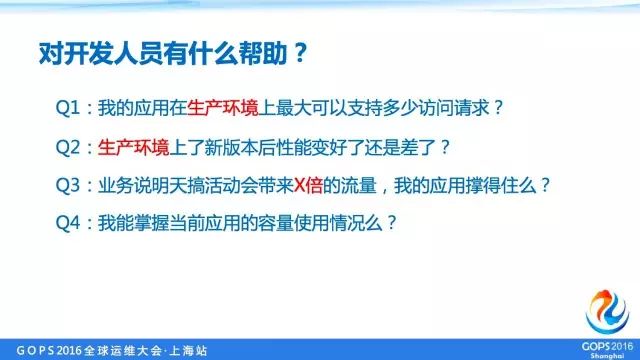 对开发人员有什么帮助？
Q1：我的应用在生产环境上最大可以支持多少访问请求？
Q2：生产环境上了新版本后性能变好了还是差了？
Q3：业务说明天搞活动会带来X倍的流量，我的应用撑得住么？
Q4：我能掌握当前应用的容量使用情况么？
GOPS2016全球运维大会·上海站
GOPS2016
Shanghai